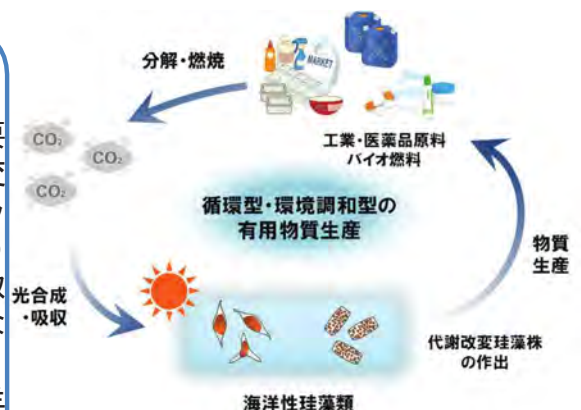 分解・燃焼
MARKET
CO₂
CO₂
CO₂
工業・医薬品原料
バイオ燃料
循環型・環境調和型の
有用物質生産
物質
生産
光合成
・吸収
代謝改変珪藻株
の作出
海洋性珪藻類